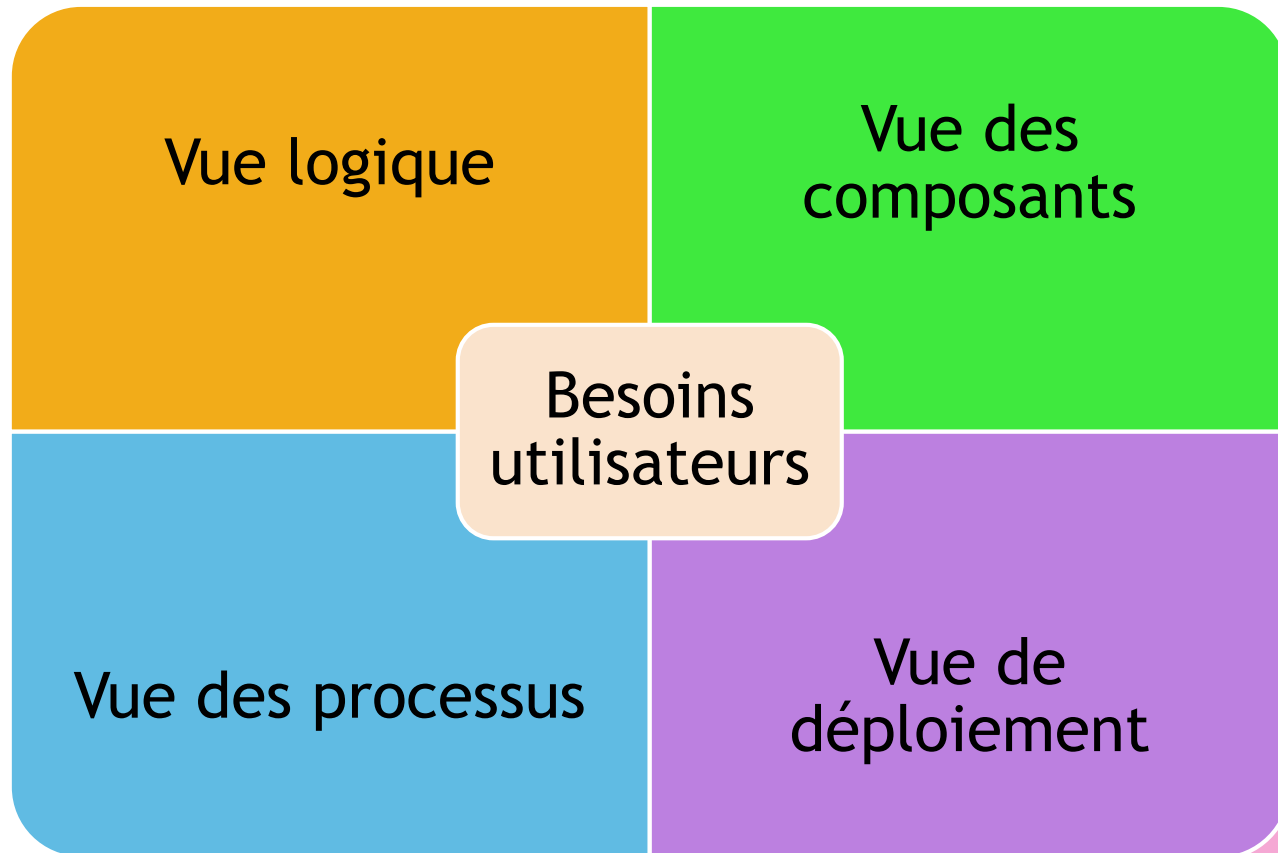 Vue logique
Vue des
composants
Besoins
utilisateurs
Vue des processus
Vue de
déploiement